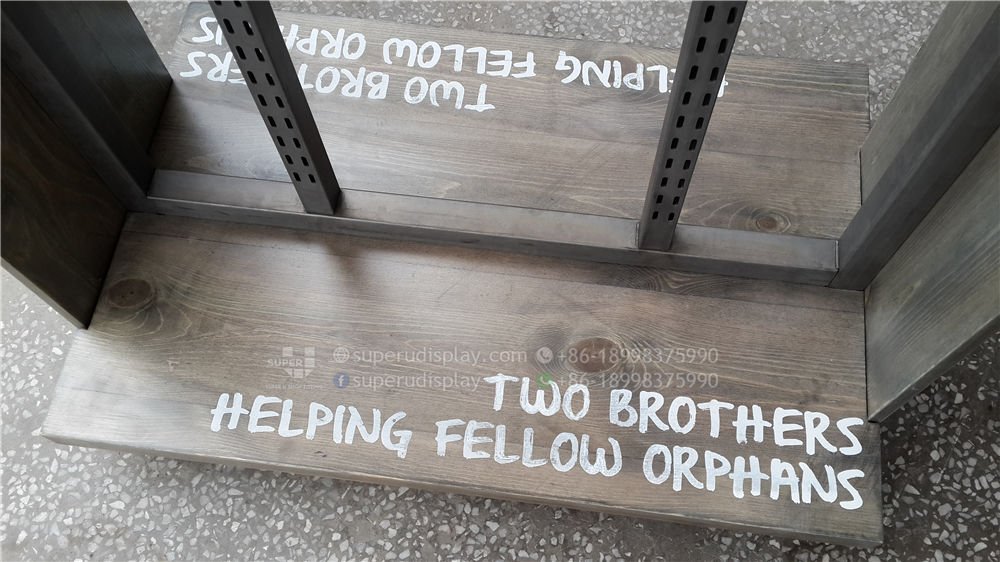 HELPING FELLOW ORPHANS
TWO BROTHERS
SUPER U
superudisplay.com +86-18998375990
superudisplay +86-18998375990
TWO BROTHERS
HELPING FELLOW ORPHANS